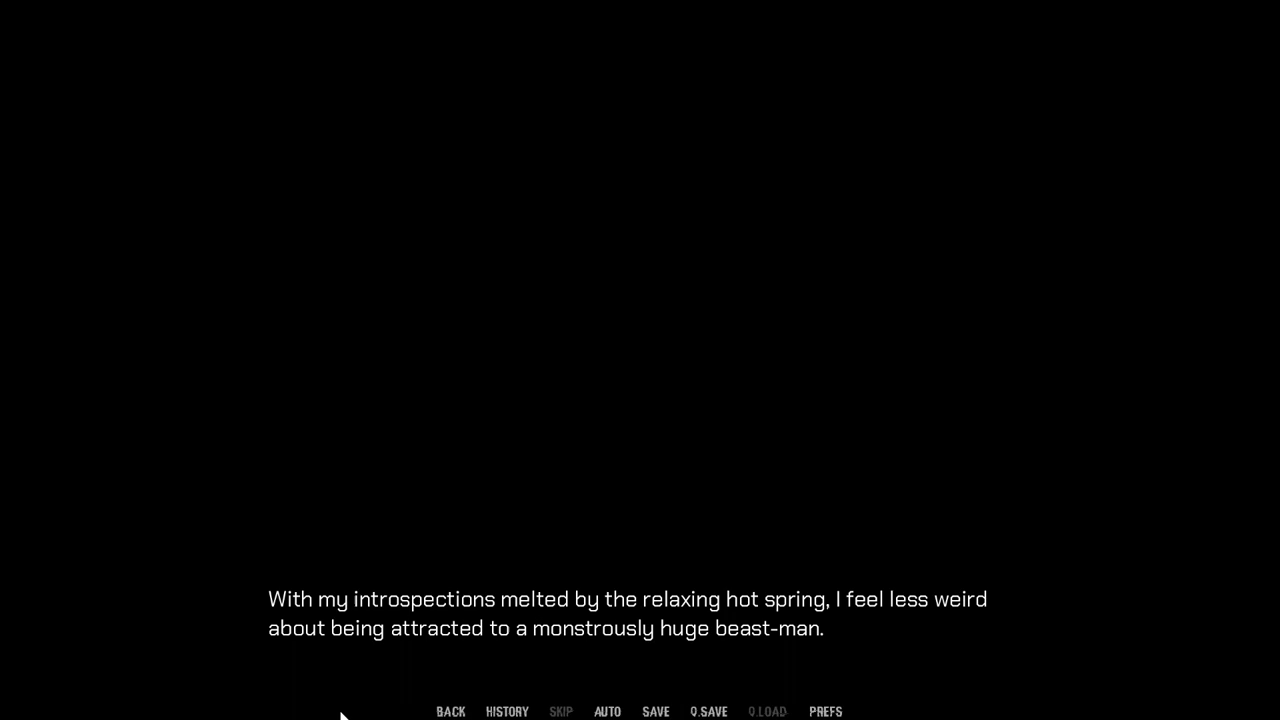 With my introspections melted by the relaxing hot spring, I feel less weird
about being attracted to a monstrously huge beast-man.
BACK HISTORY SKIP AUTO SAVE Q.SAVE Q.LOAD PREFS